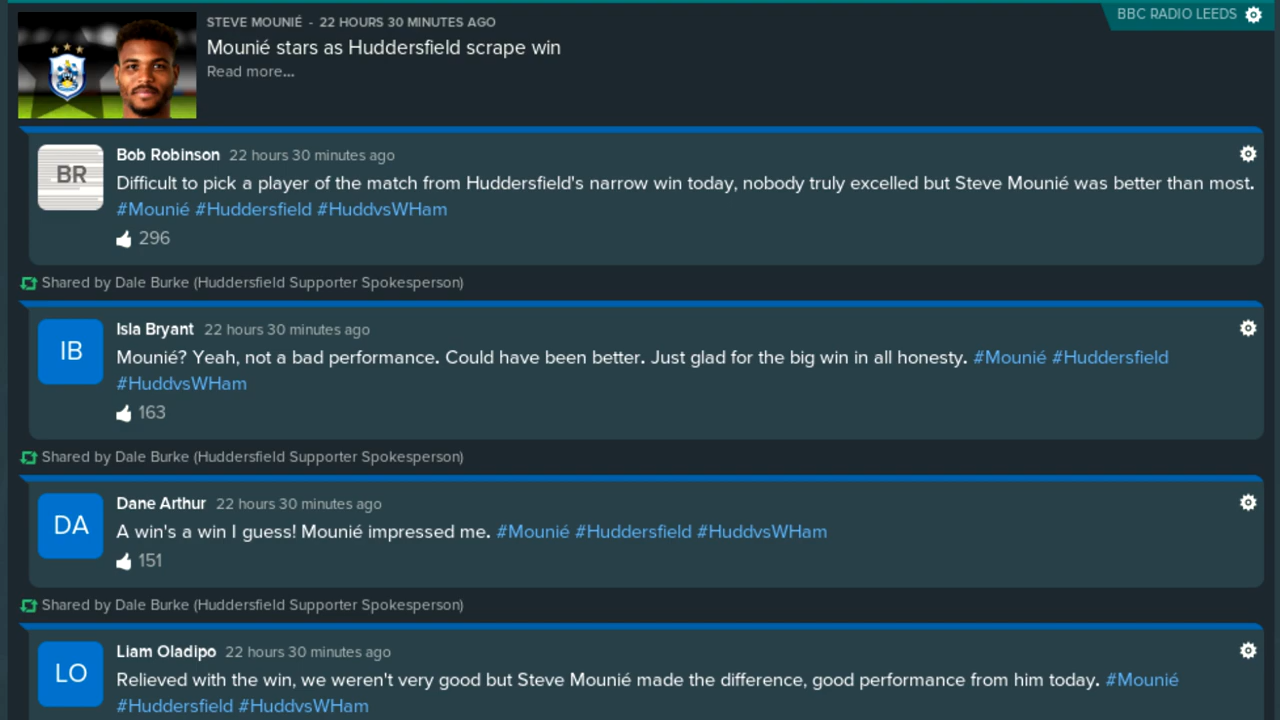 BBC RADIO LEEDS
STEVE MOUNIÉ - 22 HOURS 30 MINUTES AGO
Mounié stars as Huddersfield scrape win
Read more...
BR
Bob Robinson 22 hours 30 minutes ago
Difficult to pick a player of the match from Huddersfield's narrow win today, nobody truly excelled but Steve Mounié was better than most.
#Mounié #Huddersfield #HuddvsWHam
296
Shared by Dale Burke (Huddersfield Supporter Spokesperson)
IB
Isla Bryant 22 hours 30 minutes ago
Mounié? Yeah, not a bad performance. Could have been better. Just glad for the big win in all honesty. #Mounié #Huddersfield
#HuddvsWHam
163
Shared by Dale Burke (Huddersfield Supporter Spokesperson)
DA
Dane Arthur 22 hours 30 minutes ago
A win's a win I guess! Mounié impressed me. #Mounié #Huddersfield #HuddvsWHam
151
Shared by Dale Burke (Huddersfield Supporter Spokesperson)
LO
Liam Oladipo 22 hours 30 minutes ago
Relieved with the win, we weren't very good but Steve Mounié made the difference, good performance from him today. #Mounié
#Huddersfield #HuddvsWHam